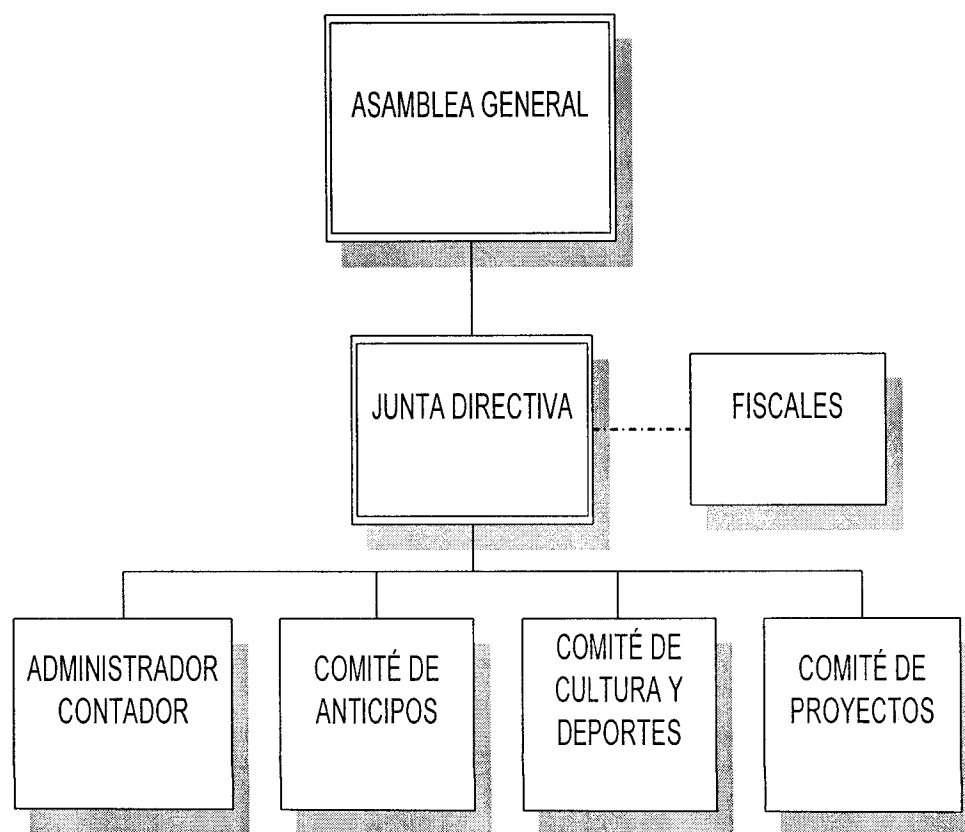 ASAMBLEA GENERAL
JUNTA DIRECTIVA
FISCALES
ADMINISTRADOR
CONTADOR
COMITÉ DE
ANTICIPOS
COMITÉ DE
CULTURA Y
DEPORTES
COMITÉ DE
PROYECTOS